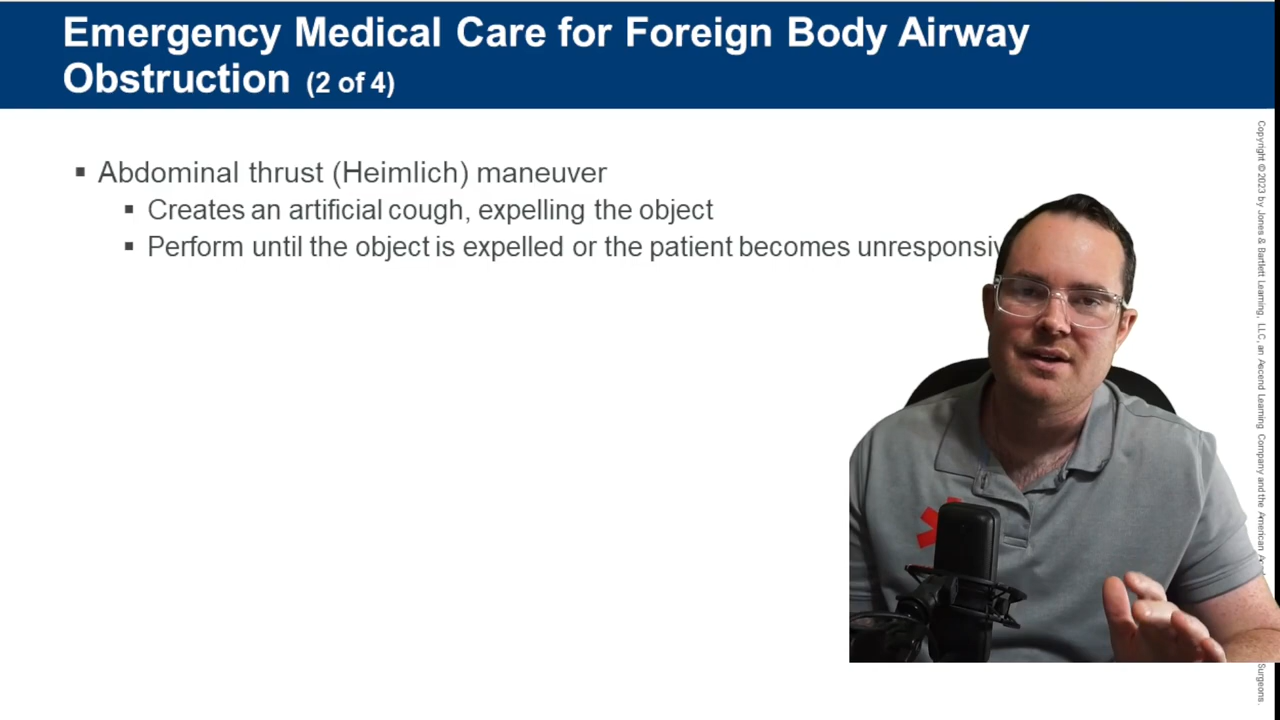 Emergency Medical Care for Foreign Body Airway
Obstruction (2 of 4)
▪ Abdominal thrust (Heimlich) maneuver
▪ Creates an artificial cough, expelling the object
▪ Perform until the object is expelled or the patient becomes
Copyright © 2023 by Jones & Bartlett Learning, LLC, an Ascend Learning Company and the American
Surgeons.